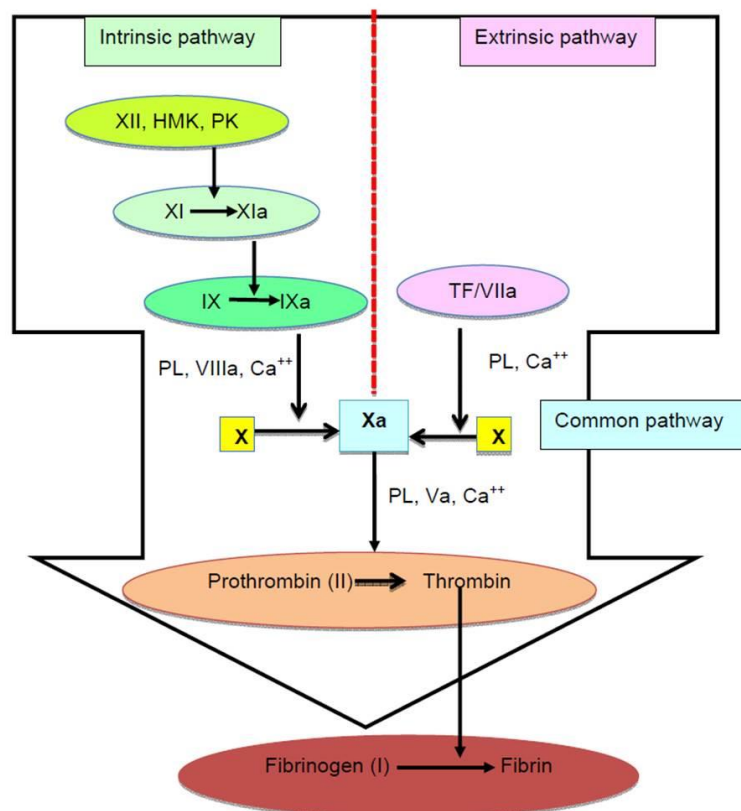 Intrinsic pathway
Extrinsic pathway
XII, HMK, PK
XI XIa
IX IXa
TF/VIIa
PL, VIIIa, Ca⁺⁺
PL, Ca⁺⁺
X
Xa
X
Common pathway
PL, Va, Ca⁺⁺
Prothrombin (II) Thrombin
Fibrinogen (I) Fibrin